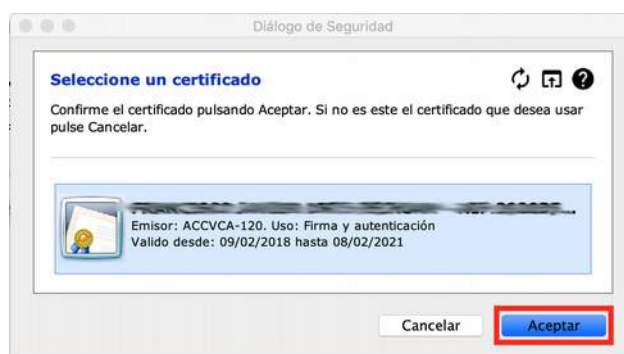 Diálogo de Seguridad
Seleccione un certificado
Confirme el certificado pulsando Aceptar. Si no es este el certificado que desea usar
pulse Cancelar.
Emisor: ACCVCA-120. Uso: Firma y autenticación
Valido desde: 09/02/2018 hasta 08/02/2021
Cancelar
Aceptar